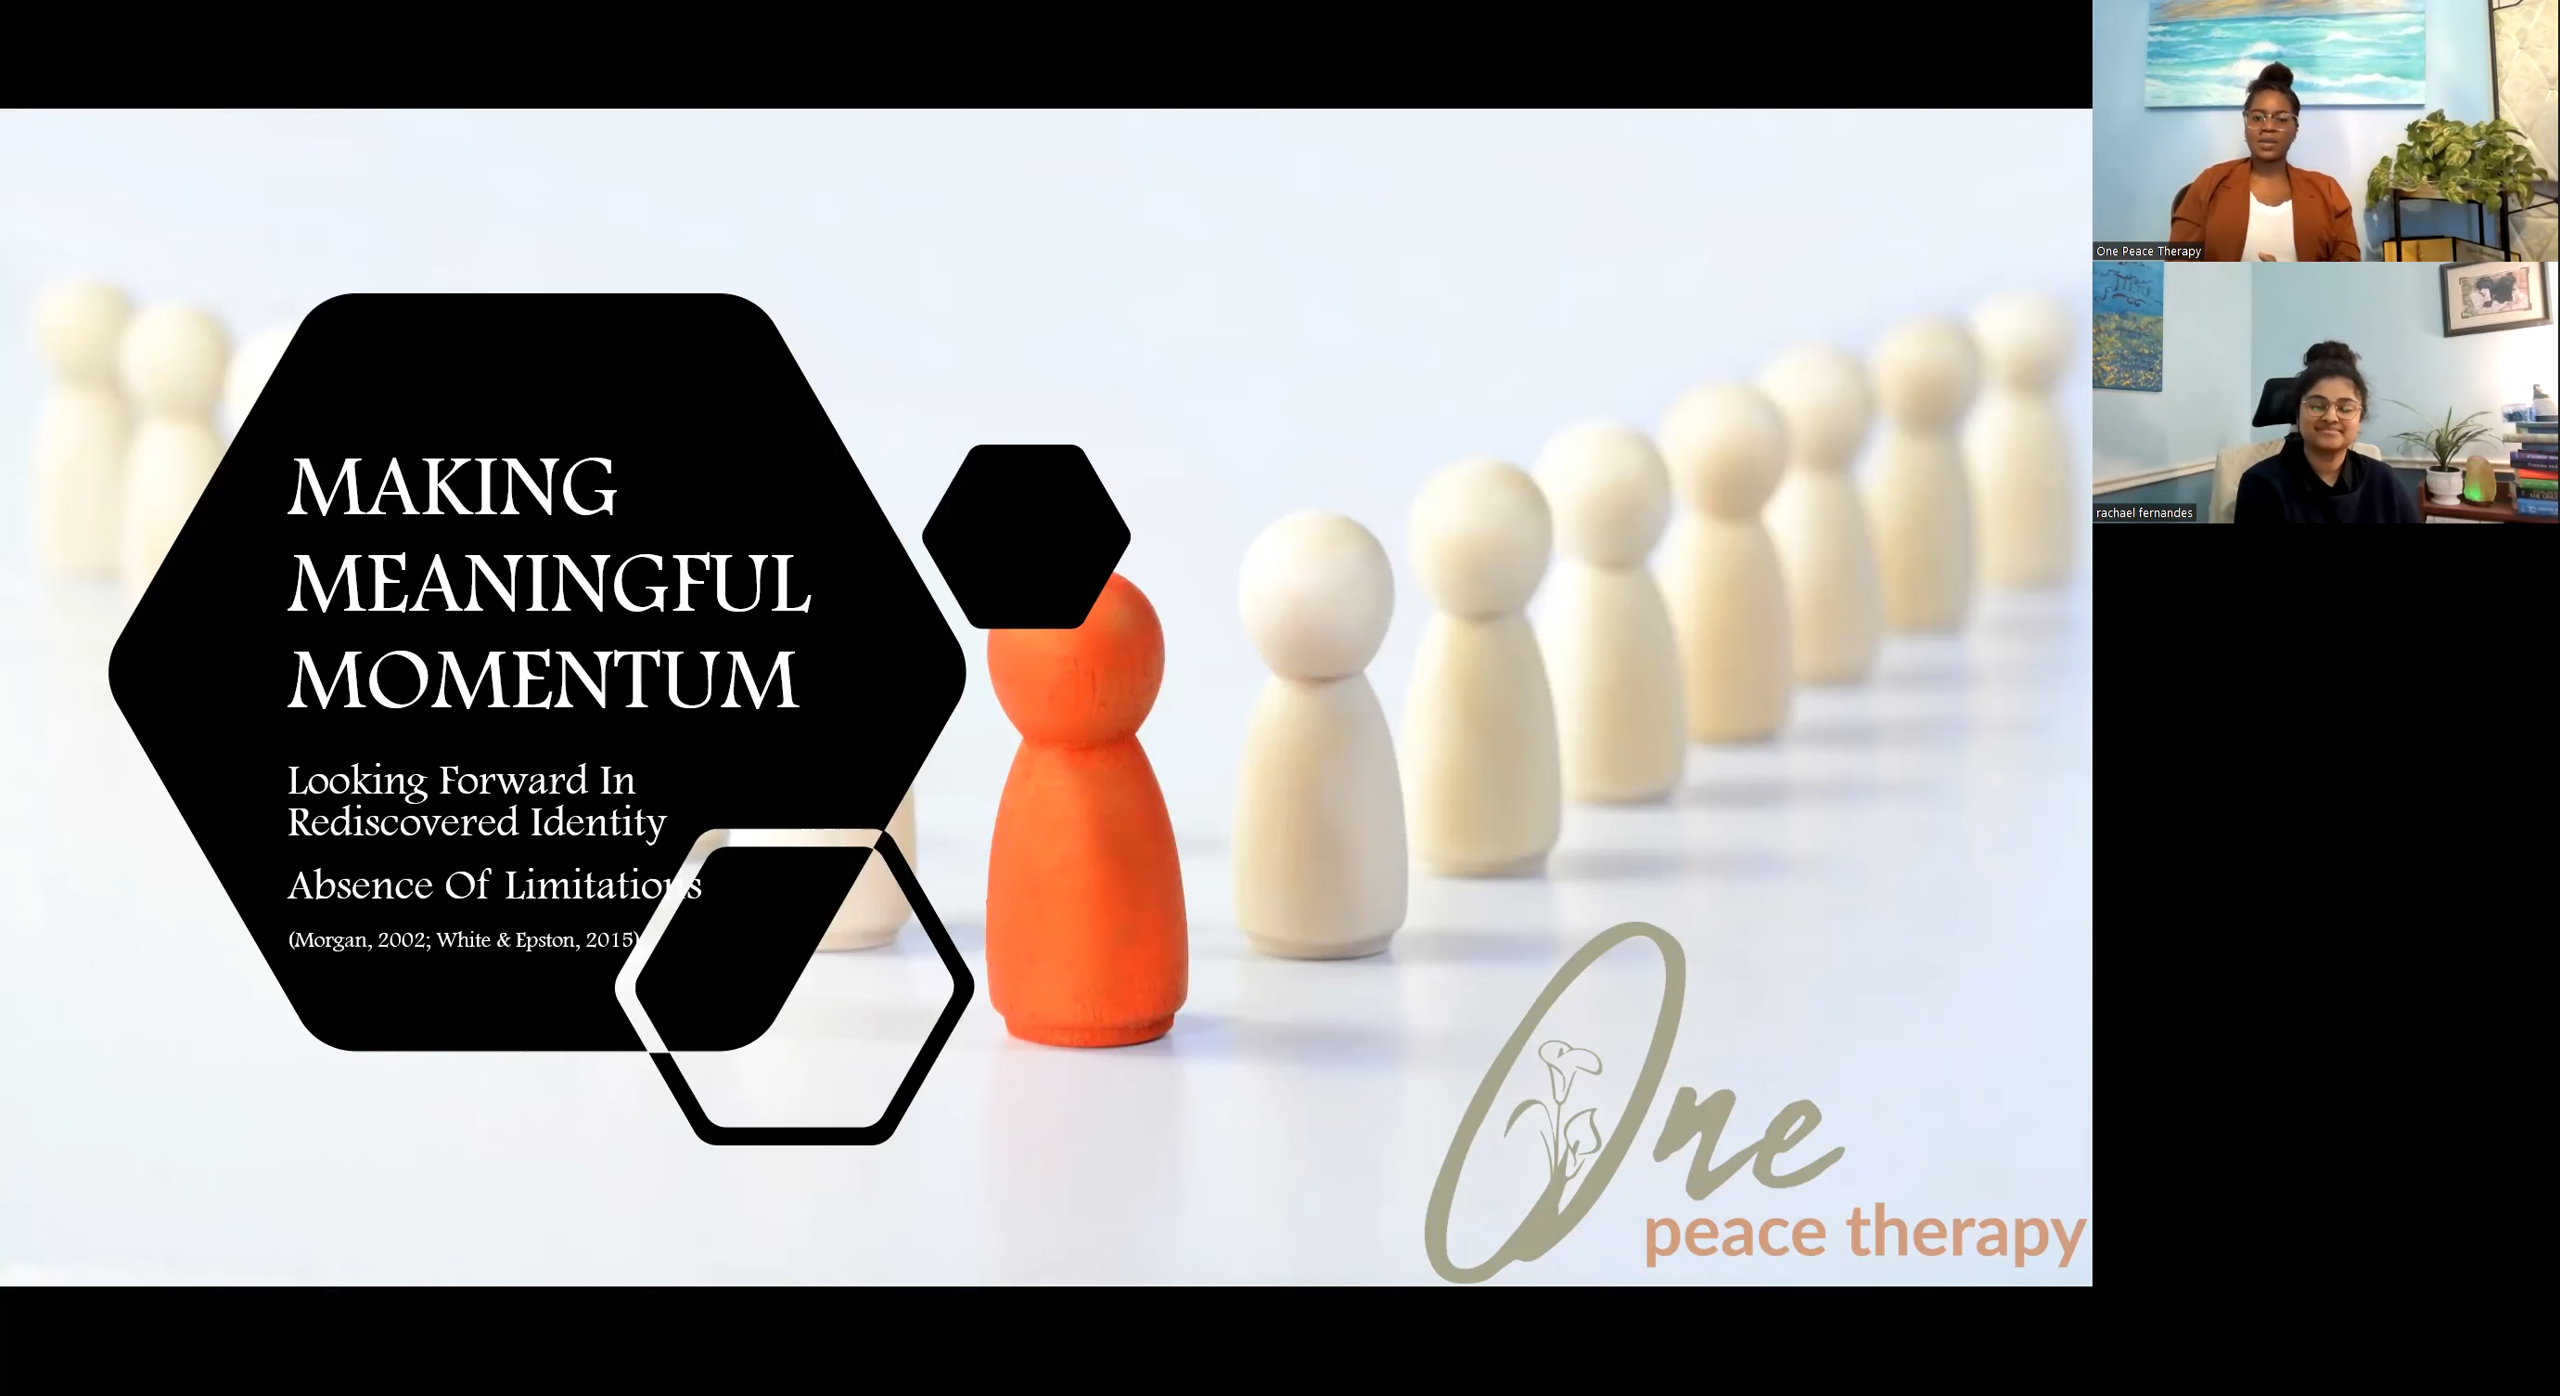 MAKING
MEANINGFUL
MOMENTUM
Looking Forward In
Rediscovered Identity
Absence Of Limitations
(Morgan, 2002; White & Epston, 2015)
One
peace therapy
One Peace Therapy
rachael fernandes